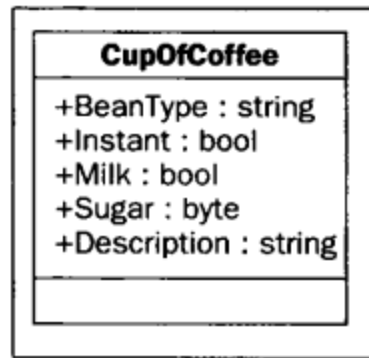 CupOfCoffee
+BeanType : string
+Instant : bool
+Milk : bool
+Sugar : byte
+Description : string